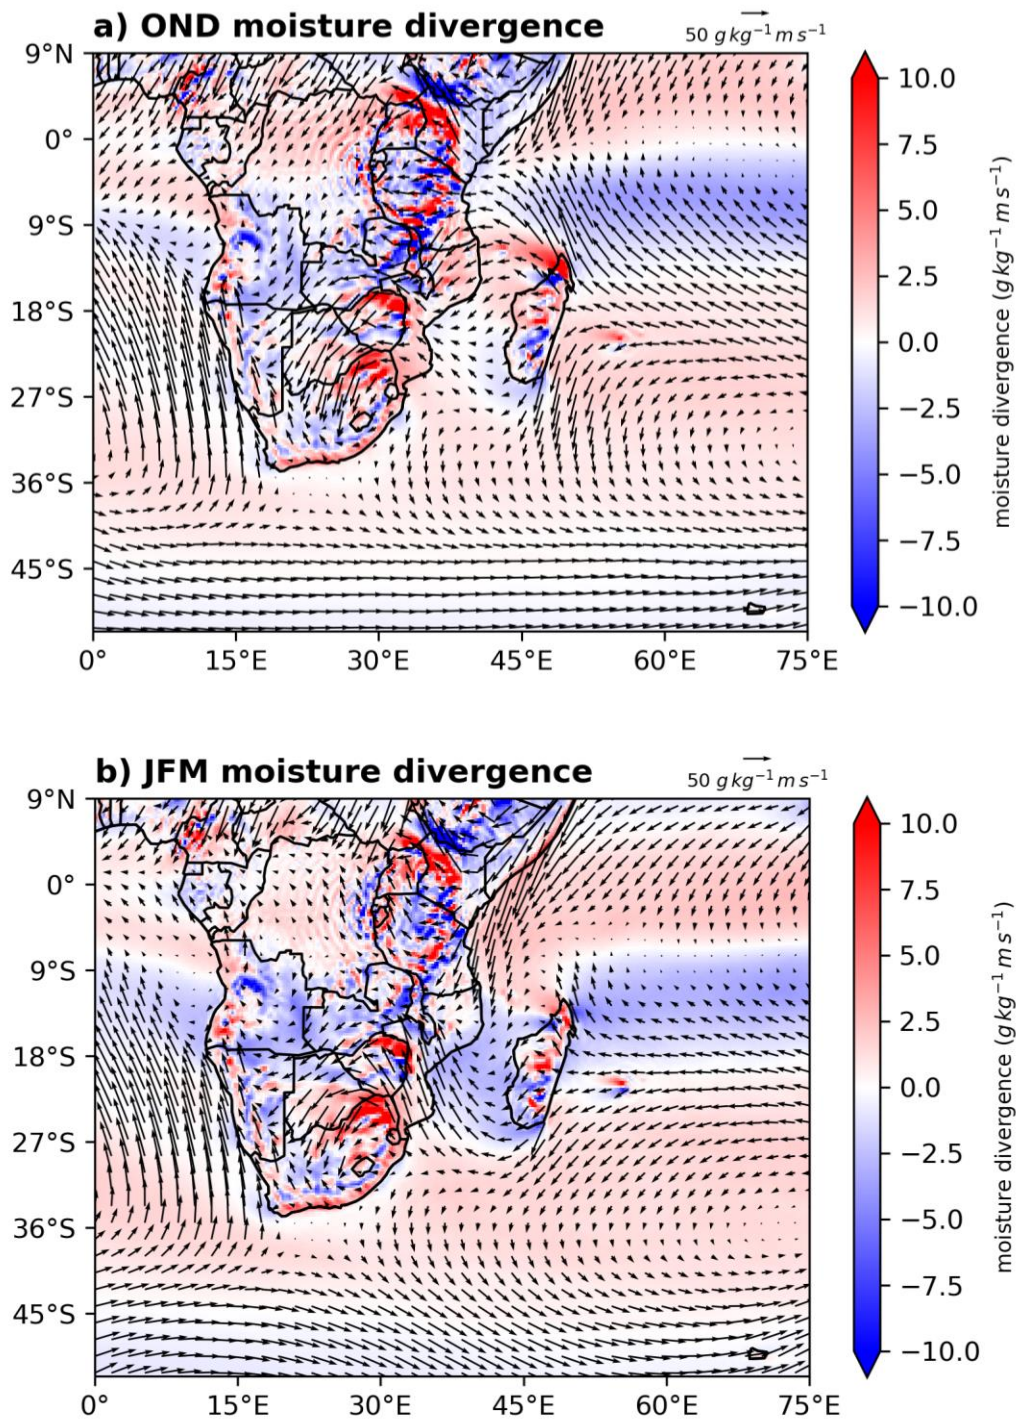 a) OND moisture divergence
50 g kg⁻¹ m s⁻¹
9°N
0°
9°S
18°S
27°S
36°S
45°S
0° 15°E 30°E 45°E 60°E 75°E
10.0
7.5
5.0
2.5
0.0
−2.5
−5.0
−7.5
−10.0
moisture divergence (g kg⁻¹ m s⁻¹)
b) JFM moisture divergence
50 g kg⁻¹ m s⁻¹
9°N
0°
9°S
18°S
27°S
36°S
45°S
0° 15°E 30°E 45°E 60°E 75°E
10.0
7.5
5.0
2.5
0.0
−2.5
−5.0
−7.5
−10.0
moisture divergence (g kg⁻¹ m s⁻¹)